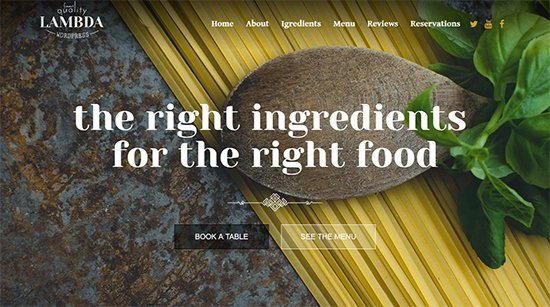 quality
LAMBDA
WORDPRESS
Home About Igredients Menu Reviews Reservations
the right ingredients
for the right food
BOOK A TABLE SEE THE MENU